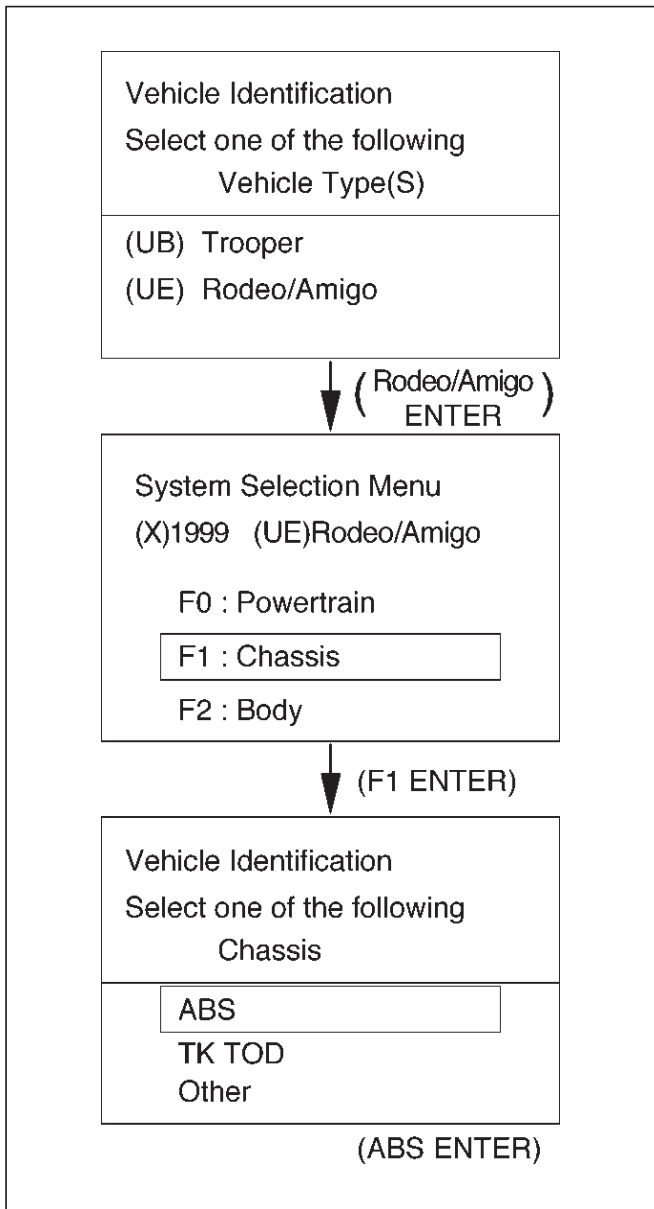 Vehicle Identification
Select one of the following
Vehicle Type(S)
(UB) Trooper
(UE) Rodeo/Amigo
(Rodeo/Amigo
ENTER)
System Selection Menu
(X)1999 (UE)Rodeo/Amigo
F0 : Powertrain
F1 : Chassis
F2 : Body
(F1 ENTER)
Vehicle Identification
Select one of the following
Chassis
ABS
TK TOD
Other
(ABS ENTER)